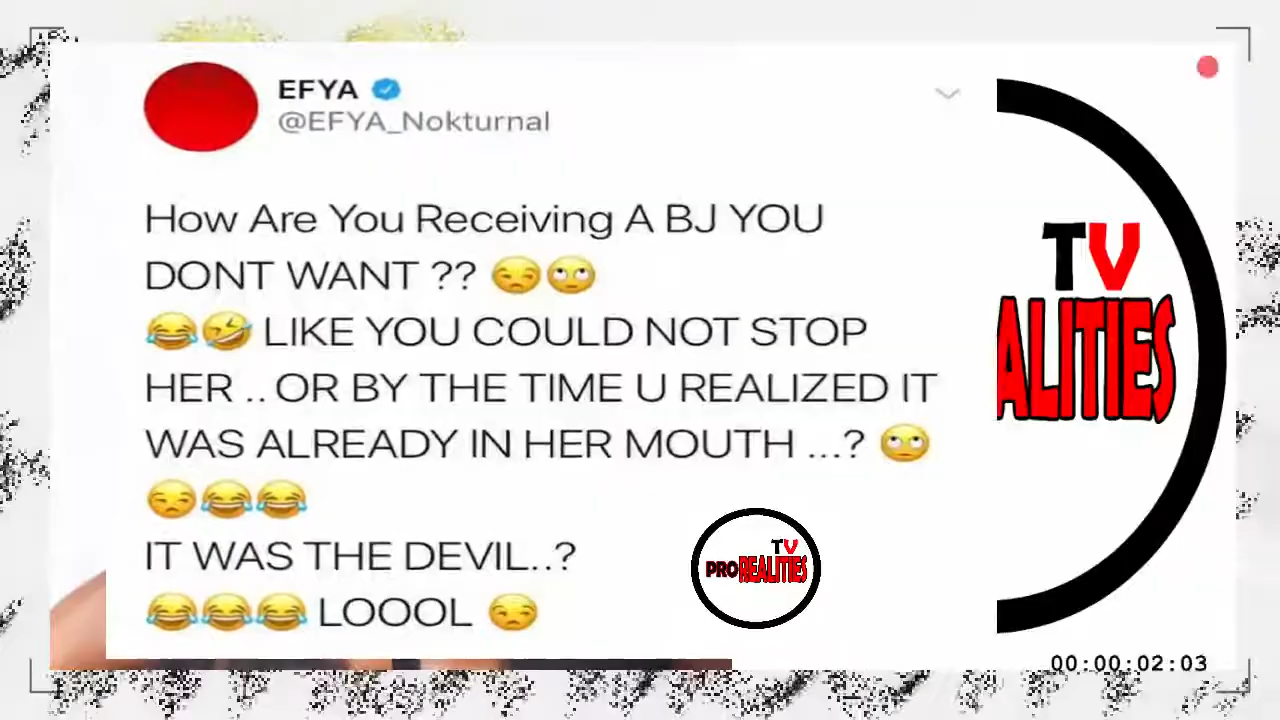 EFYA
@EFYA_Nokturnal
How Are You Receiving A BJ YOU
DONT WANT ?? 😒🙄
😂🤣 LIKE YOU COULD NOT STOP
HER .. OR BY THE TIME U REALIZED IT
WAS ALREADY IN HER MOUTH ...? 🙄
😒😂😂
IT WAS THE DEVIL..?
😂😂😂 LOOOL 😒
TV
ALITIES
TV
PROREALITIES
00:00:02:03